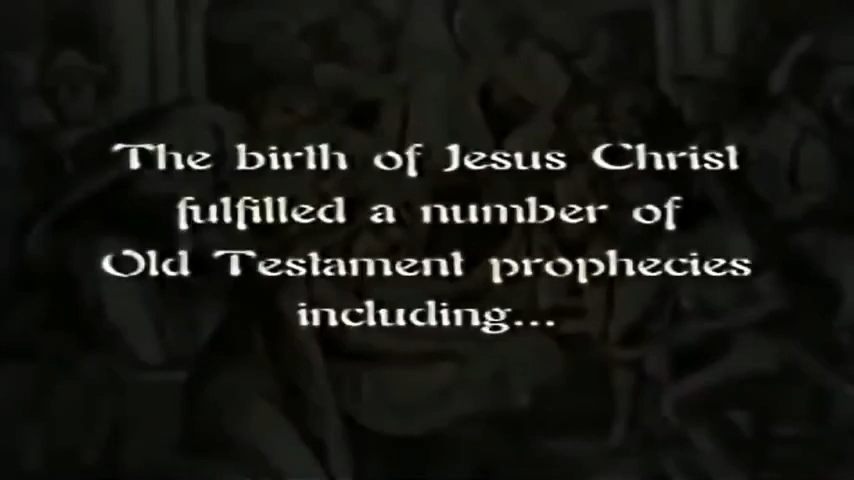 The birth of Jesus Christ
fulfilled a number of
Old Testament prophecies
including...